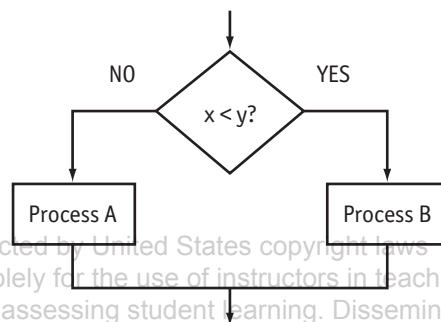 NO YES
x < y?
Process A Process B
cted by United States copyright laws
olely for the use of instructors in teach
assessing student learning. Dissemin